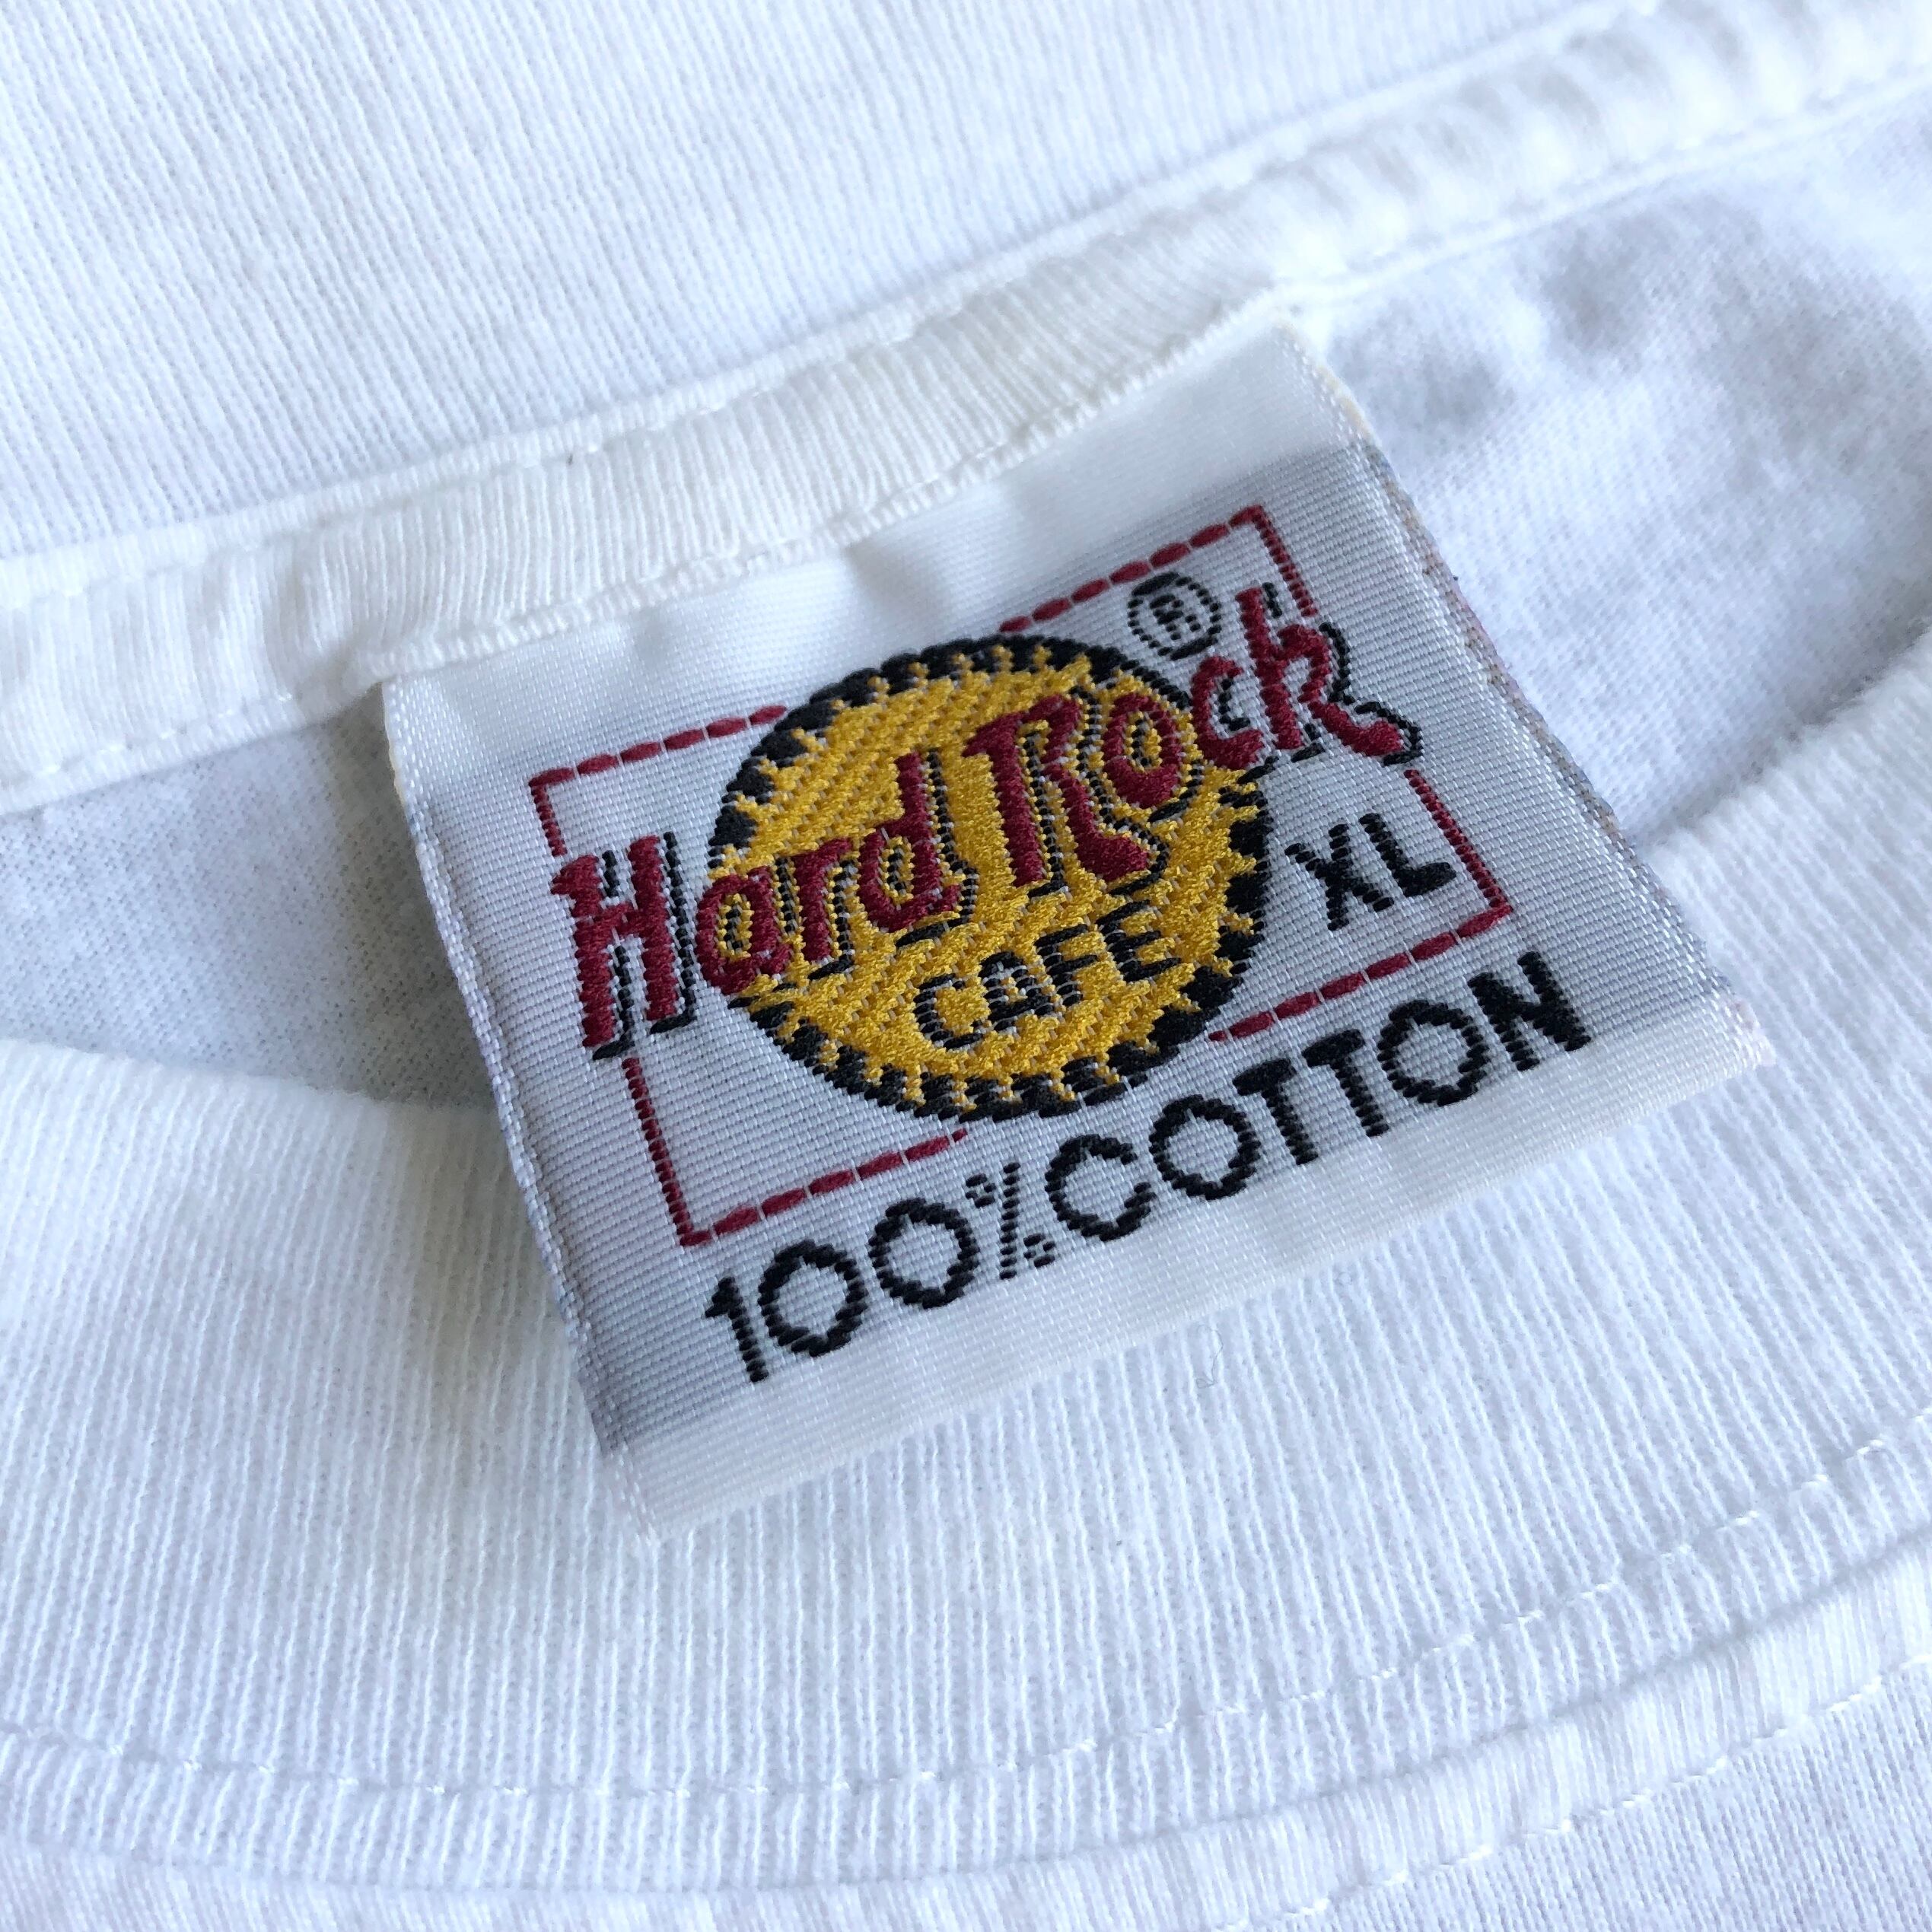 Hard Rock ®
CAFE
XL
100% COTTON